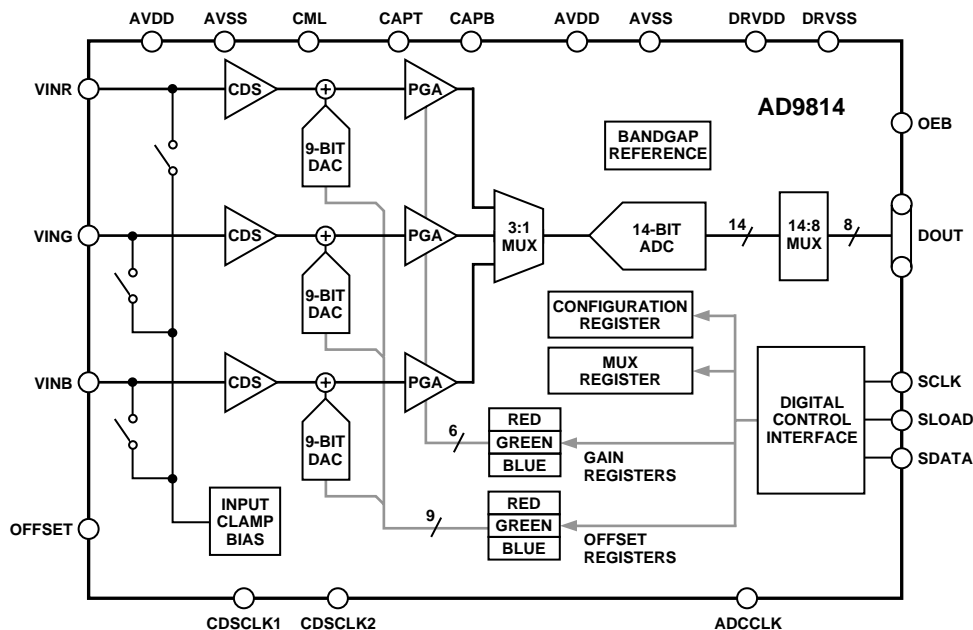 AVDD AVSS CML CAPT CAPB AVDD AVSS DRVDD DRVSS
VINR
CDS
+
PGA
AD9814
OEB
9-BIT
DAC
BANDGAP
REFERENCE
VING
CDS
+
PGA
3:1
MUX
14-BIT
ADC
14
14:8
MUX
8
DOUT
9-BIT
DAC
CONFIGURATION
REGISTER
MUX
REGISTER
VINB
CDS
+
PGA
9-BIT
DAC
6
RED
GREEN
BLUE
GAIN
REGISTERS
DIGITAL
CONTROL
INTERFACE
SCLK
SLOAD
SDATA
OFFSET
INPUT
CLAMP
BIAS
9
RED
GREEN
BLUE
OFFSET
REGISTERS
CDSCLK1 CDSCLK2 ADCCLK